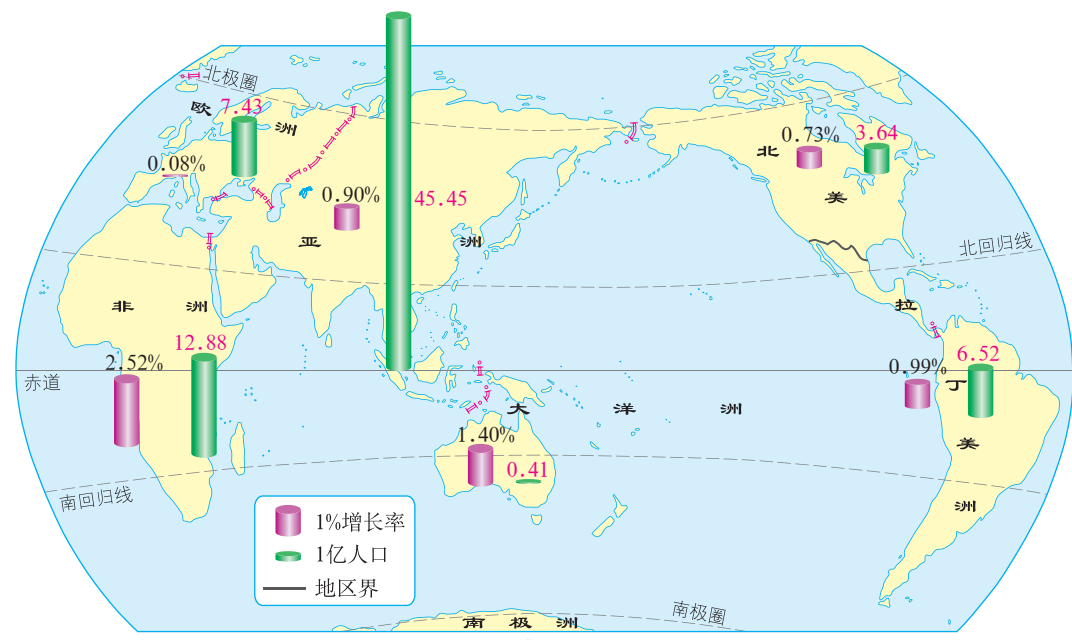 北极圈
欧
7.43
洲
0.08%
0.90%
45.45
亚
洲
0.73%
3.64
北
美
北回归线
非
洲
拉
12.88
2.52%
赤道
0.99%
6.52
丁
大
洋
洲
1.40%
0.41
美
南回归线
洲
1%增长率
1亿人口
地区界
南极圈
南
极
洲